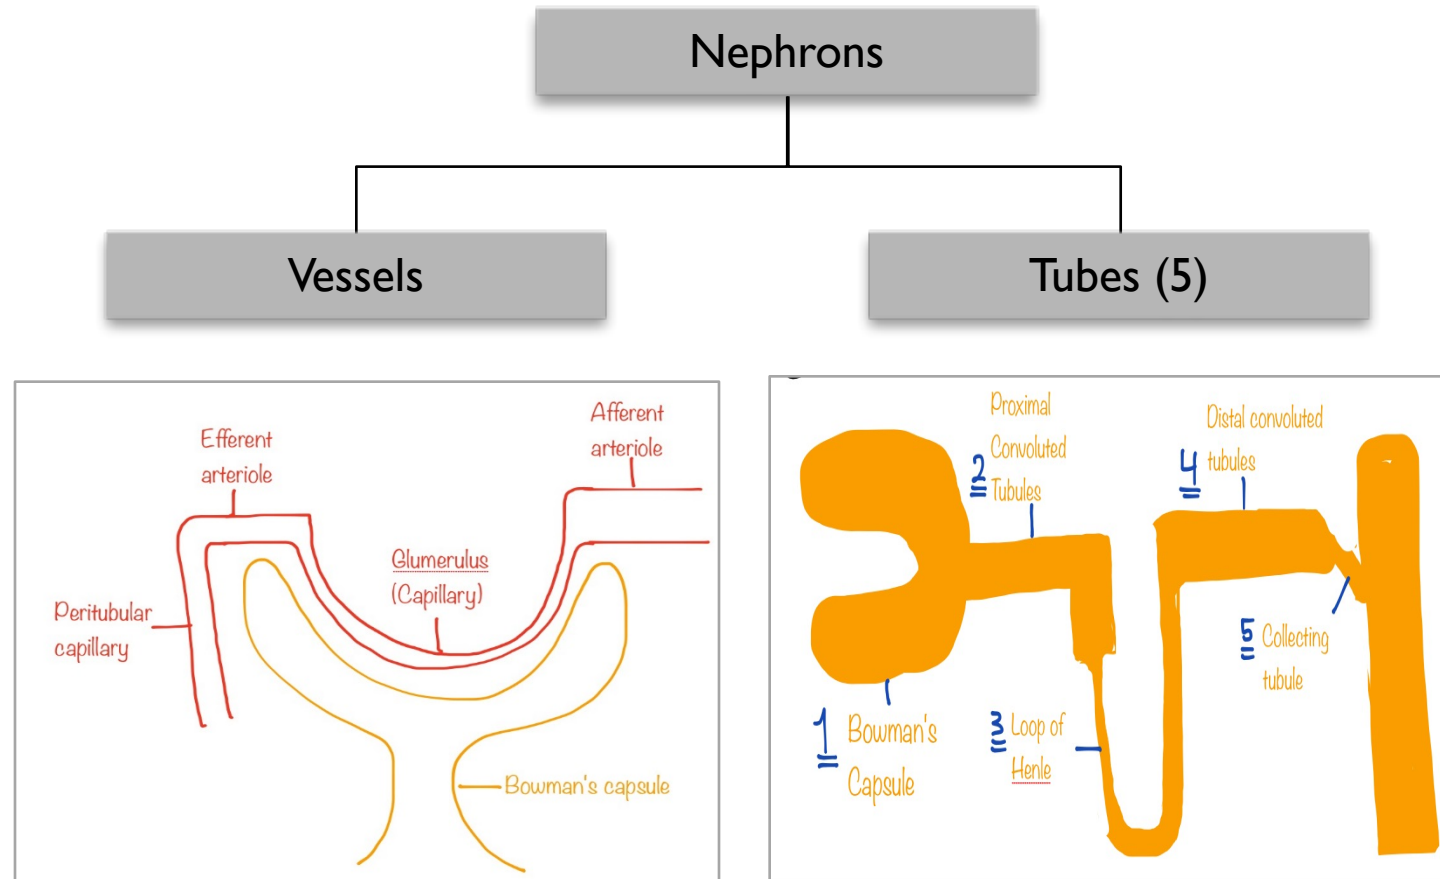 Nephrons
Vessels
Tubes (5)
Efferent
arteriole
Afferent
arteriole
Glumerulus
(Capillary)
Peritubular
capillary
Bowman's capsule
Proximal
Convoluted
2 Tubules
Distal convoluted
4 tubules
5 Collecting
tubule
1 Bowman's
Capsule
3 Loop of
Henle